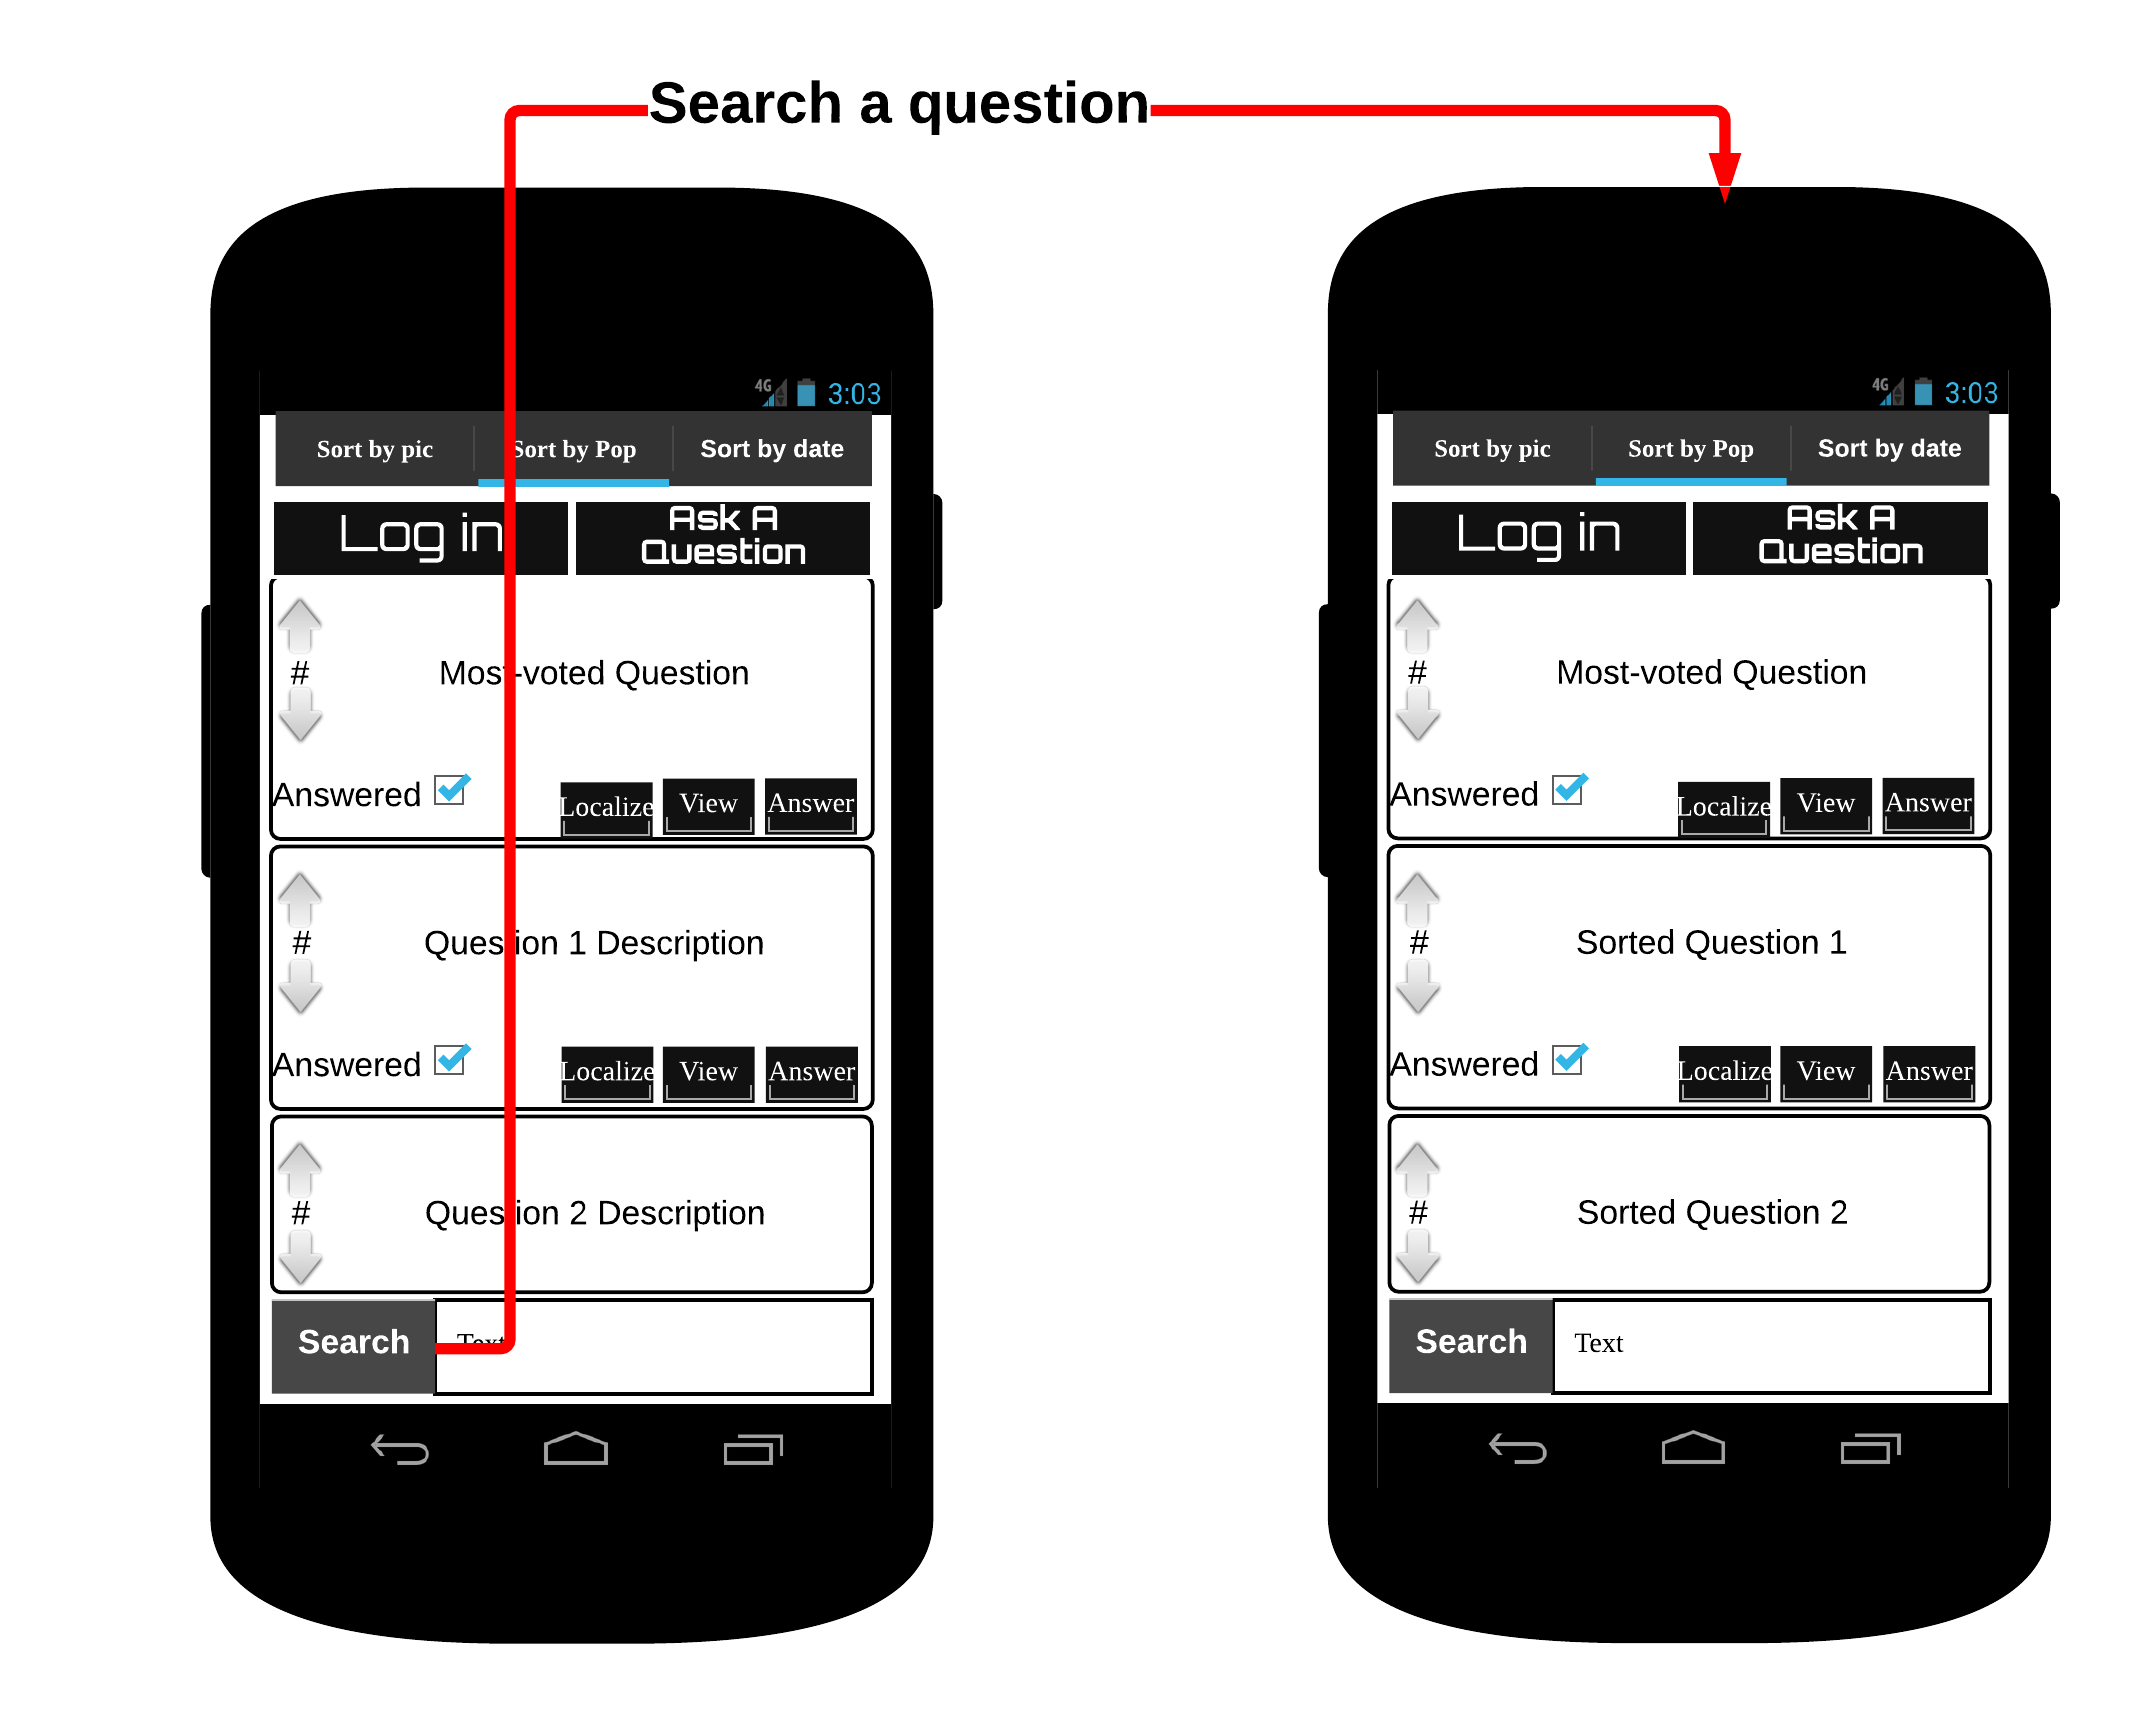 Search a question
4G 3:03
Sort by pic Sort by Pop Sort by date
Log in
Ask A
Question
#
Most-voted Question
Answered
Localize View Answer
#
Question 1 Description
Answered
Localize View Answer
#
Question 2 Description
Search
Text
4G 3:03
Sort by pic Sort by Pop Sort by date
Log in
Ask A
Question
#
Most-voted Question
Answered
Localize View Answer
#
Sorted Question 1
Answered
Localize View Answer
#
Sorted Question 2
Search
Text